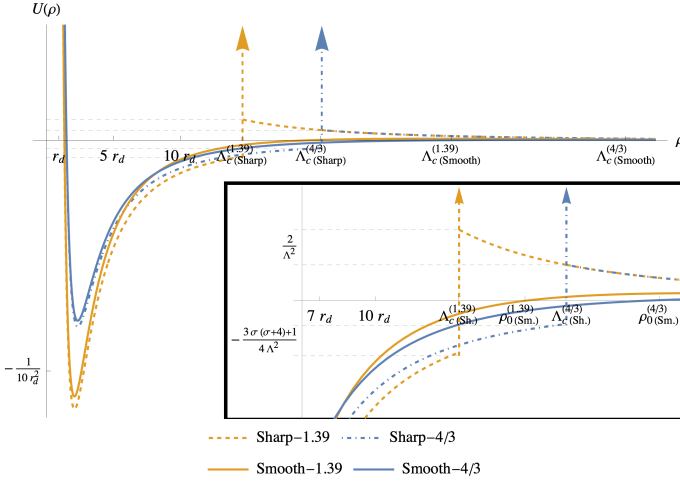 U(ρ)
r_d 5 r_d 10 r_d Λ_c (Sharp)^(1.39) Λ_c (Sharp)^(4/3) Λ_c (Smooth)^(1.39) Λ_c (Smooth)^(4/3)
2/Λ^2
7 r_d 10 r_d Λ_c (Sh.)^(1.39) ρ_0 (Sm.)^(1.39) Λ_c (Sh.)^(4/3) ρ_0 (Sm.)^(4/3)
−(3 σ (σ+4)+1)/(4 Λ^2)
−1/(10 r_d^2)
Sharp−1.39 Sharp−4/3
Smooth−1.39 Smooth−4/3